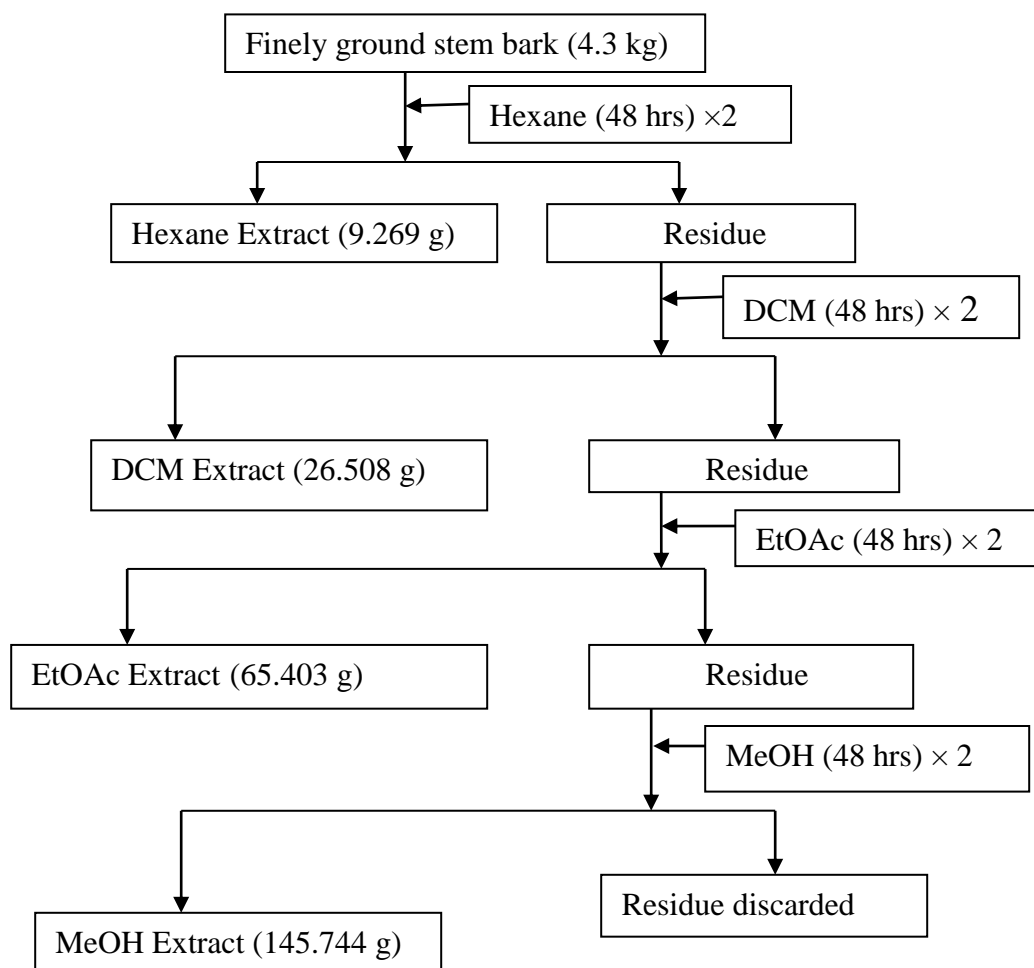 Finely ground stem bark (4.3 kg)
Hexane (48 hrs) ×2
Hexane Extract (9.269 g)
Residue
DCM (48 hrs) × 2
DCM Extract (26.508 g)
Residue
EtOAc (48 hrs) × 2
EtOAc Extract (65.403 g)
Residue
MeOH (48 hrs) × 2
Residue discarded
MeOH Extract (145.744 g)